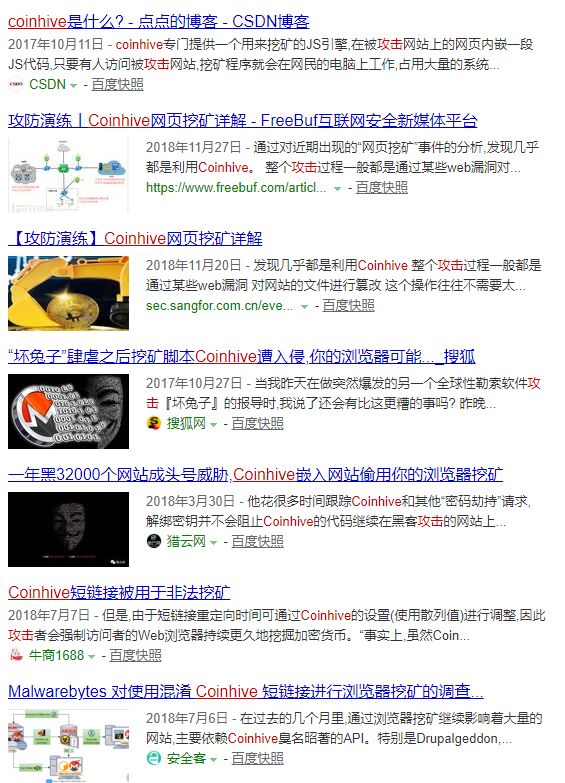 coinhive是什么? - 点点的博客 - CSDN博客
2017年10月11日 - coinhive专门提供一个用来挖矿的JS引擎,在被攻击网站上的网页内嵌一段
JS代码,只要有人访问被攻击网站,挖矿程序就会在网民的电脑上工作,占用大量的系统...
CSDN - 百度快照
攻防演练丨Coinhive网页挖矿详解 - FreeBuf互联网安全新媒体平台
2018年11月27日 - 通过对近期出现的“网页挖矿”事件的分析,发现几乎
都是利用Coinhive。 整个攻击过程一般都是通过某些web漏洞对...
https://www.freebuf.com/articl... - 百度快照
【攻防演练】Coinhive网页挖矿详解
2018年11月20日 - 发现几乎都是利用Coinhive 整个攻击过程一般都是
通过某些web漏洞 对网站的文件进行篡改 这个操作往往不需要太...
sec.sangfor.com.cn/eve... - 百度快照
“坏兔子”肆虐之后挖矿脚本Coinhive遭入侵,你的浏览器可能..._搜狐
2017年10月27日 - 当我昨天在做突然爆发的另一个全球性勒索软件攻
击『坏兔子』的报导时,我说了还会有比这更糟的事吗? 昨晚...
搜狐网 - 百度快照
一年黑32000个网站成头号威胁,Coinhive嵌入网站偷用你的浏览器挖矿
2018年3月30日 - 他花很多时间跟踪Coinhive和其他“密码劫持”请求,
解绑密钥并不会阻止Coinhive的代码继续在黑客攻击的网站上...
猎云网 - 百度快照
Coinhive短链接被用于非法挖矿
2018年7月7日 - 但是,由于短链接重定向时间可通过Coinhive的设置(使用散列值)进行调整,因此
攻击者会强制访问者的Web浏览器持续更久地挖掘加密货币。“事实上,虽然Coin...
牛商1688 - 百度快照
Malwarebytes 对使用混淆 Coinhive 短链接进行浏览器挖矿的调查...
2018年7月6日 - 在过去的几个月里,通过浏览器挖矿继续影响着大量的
网站,主要依赖Coinhive臭名昭著的API。特别是Drupalgeddon,...
安全客 - 百度快照